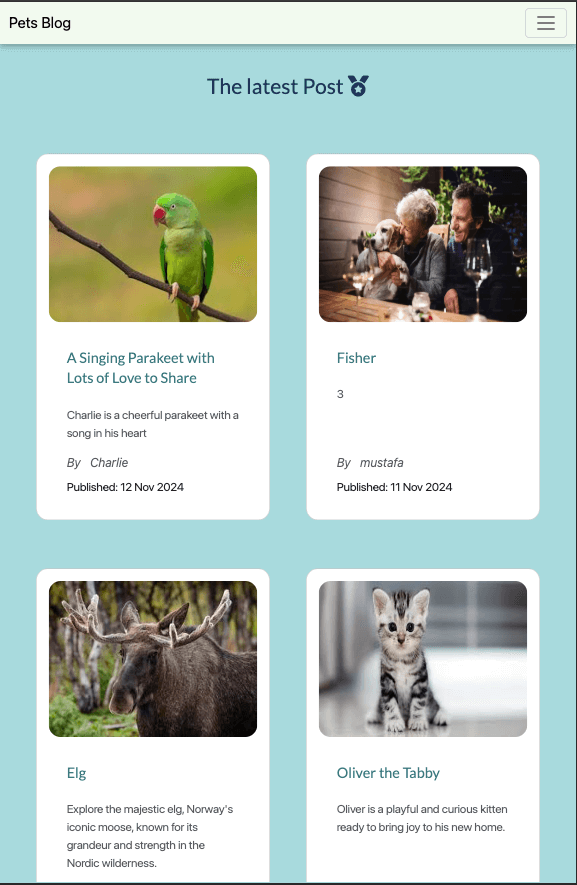 Pets Blog
The latest Post
A Singing Parakeet with
Lots of Love to Share
Charlie is a cheerful parakeet with a
song in his heart
By Charlie
Published: 12 Nov 2024
Fisher
3
By mustafa
Published: 11 Nov 2024
Elg
Explore the majestic elg, Norway's
iconic moose, known for its
grandeur and strength in the
Nordic wilderness.
Oliver the Tabby
Oliver is a playful and curious kitten
ready to bring joy to his new home.